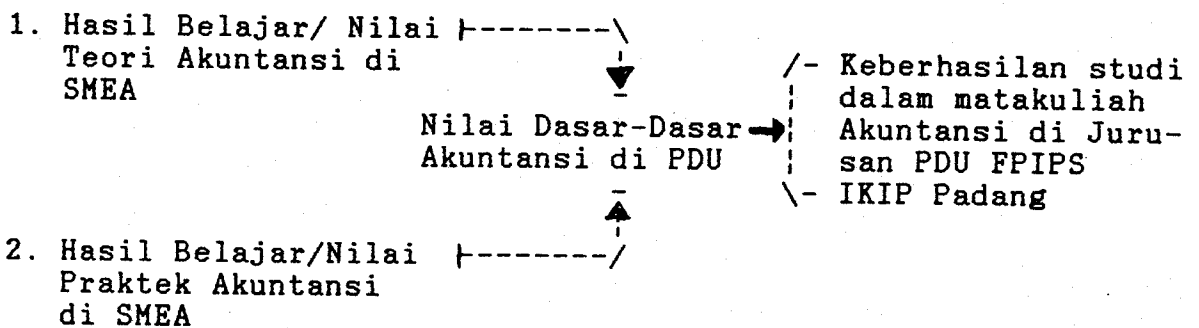 1. Hasil Belajar/ Nilai
Teori Akuntansi di
SMEA
Nilai Dasar-Dasar
Akuntansi di PDU
/- Keberhasilan studi
dalam matakuliah
Akuntansi di Juru-
san PDU FPIPS
\- IKIP Padang
2. Hasil Belajar/Nilai
Praktek Akuntansi
di SMEA